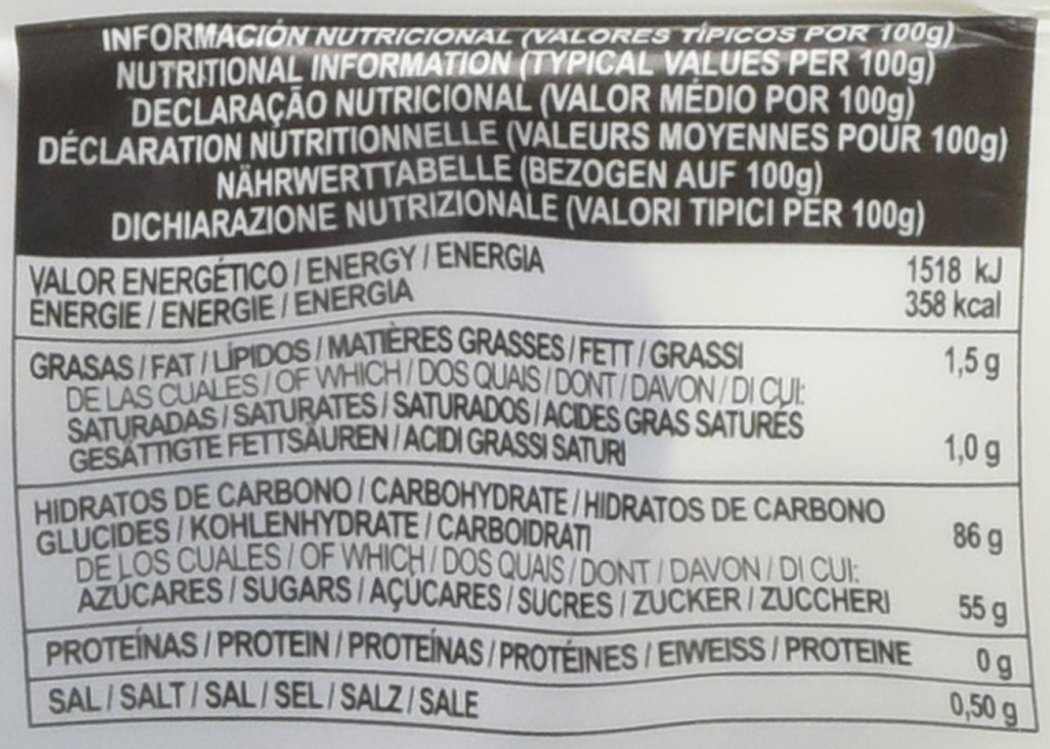 INFORMACIÓN NUTRICIONAL (VALORES TÍPICOS POR 100g)
NUTRITIONAL INFORMATION (TYPICAL VALUES PER 100g)
DECLARAÇÃO NUTRICIONAL (VALOR MÉDIO POR 100g)
DÉCLARATION NUTRITIONNELLE (VALEURS MOYENNES POUR 100g)
NÄHRWERTTABELLE (BEZOGEN AUF 100g)
DICHIARAZIONE NUTRIZIONALE (VALORI TIPICI PER 100g)
VALOR ENERGÉTICO / ENERGY / ENERGIA 1518 kJ
ÉNERGIE / ENERGIE / ENERGIA 358 kcal
GRASAS / FAT / LÍPIDOS / MATIÈRES GRASSES / FETT / GRASSI 1,5 g
DE LAS CUALES / OF WHICH / DOS QUAIS / DONT / DAVON / DI CUI:
SATURADAS / SATURATES / SATURADOS / ACIDES GRAS SATURÉS
GESÄTTIGTE FETTSÄUREN / ACIDI GRASSI SATURI 1,0 g
HIDRATOS DE CARBONO / CARBOHYDRATE / HIDRATOS DE CARBONO
GLUCIDES / KOHLENHYDRATE / CARBOIDRATI 86 g
DE LOS CUALES / OF WHICH / DOS QUAIS / DONT / DAVON / DI CUI:
AZÚCARES / SUGARS / AÇÚCARES / SUCRES / ZUCKER / ZUCCHERI 55 g
PROTEÍNAS / PROTEIN / PROTEÍNAS / PROTÉINES / EIWEISS / PROTEINE 0 g
SAL / SALT / SAL / SEL / SALZ / SALE 0,50 g